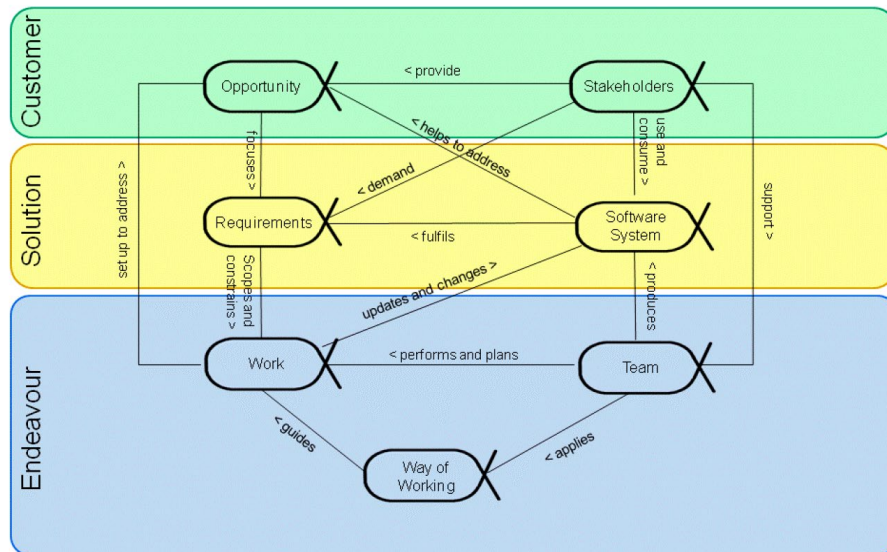 Customer
Opportunity
< provide
Stakeholders
focuses >
< helps to address
use and
consume >
< demand
set up to address >
support >
Solution
Requirements
< fulfils
Software
System
Scopes and
constrains >
updates and changes >
< produces
Endeavour
Work
< performs and plans
Team
< guides
< applies
Way of
Working